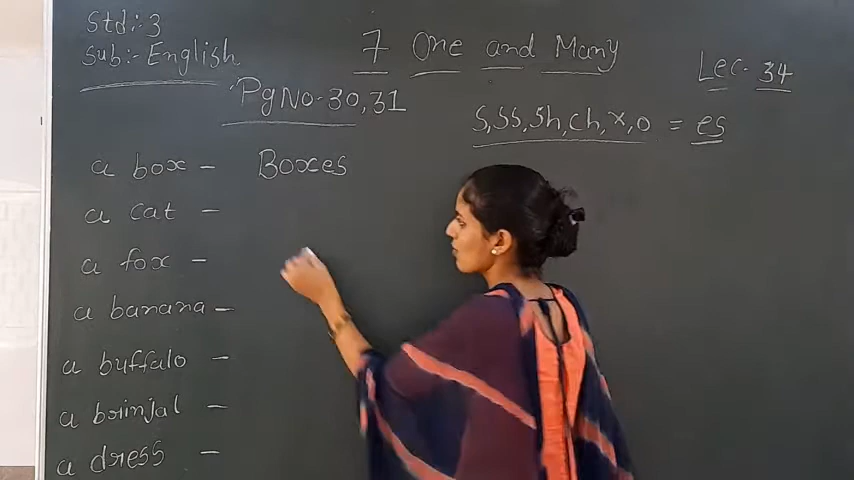 Std:- 3
Sub:- English
7 One and Many
Lec- 34
Pg No-30,31
S,SS,Sh,Ch,x,o = es
a box - Boxes
a cat -
a fox -
a banana -
a buffalo -
a brinjal -
a dress -